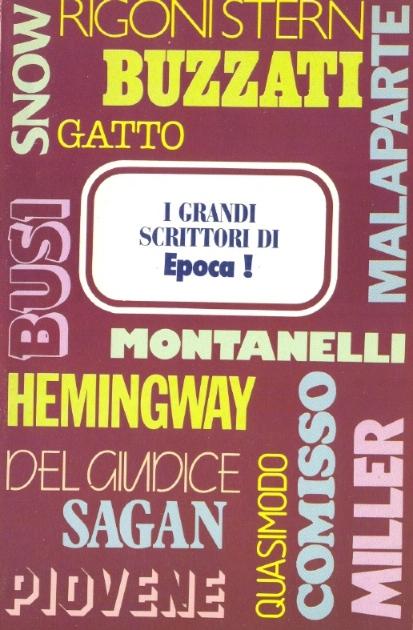 SNOW
RIGONI STERN
BUZZATI
GATTO
MALAPARTE
BUSI
I GRANDI
SCRITTORI DI
Epoca !
MONTANELLI
HEMINGWAY
DEL GIUDICE
SAGAN
PIOVENE
QUASIMODO
COMISSO
MILLER